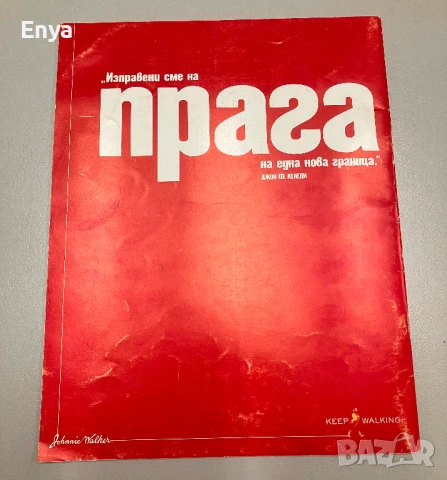 Enya
„Изправени сме на
прага
на една нова граница.“
ДЖОН Ф. КЕНЕДИ
KEEP WALKING
Johnnie Walker
BAZAR